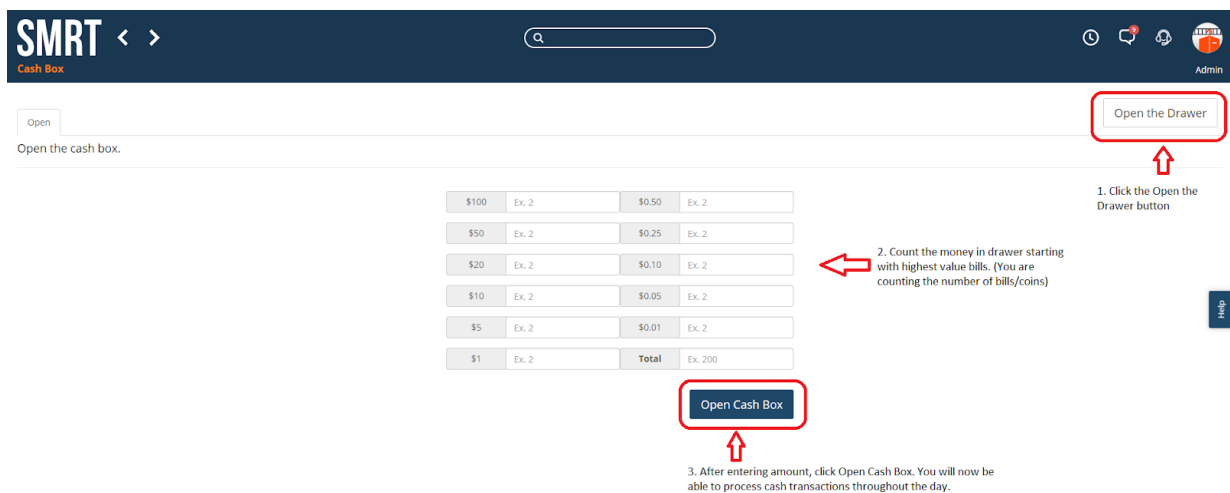 SMRT
Cash Box
9
Admin
Open
Open the Drawer
Open the cash box.
1. Click the Open the
Drawer button
$100 Ex. 2 $0.50 Ex. 2
$50 Ex. 2 $0.25 Ex. 2
$20 Ex. 2 $0.10 Ex. 2
$10 Ex. 2 $0.05 Ex. 2
$5 Ex. 2 $0.01 Ex. 2
$1 Ex. 2 Total Ex. 200
2. Count the money in drawer starting
with highest value bills. (You are
counting the number of bills/coins)
Help
Open Cash Box
3. After entering amount, click Open Cash Box. You will now be
able to process cash transactions throughout the day.